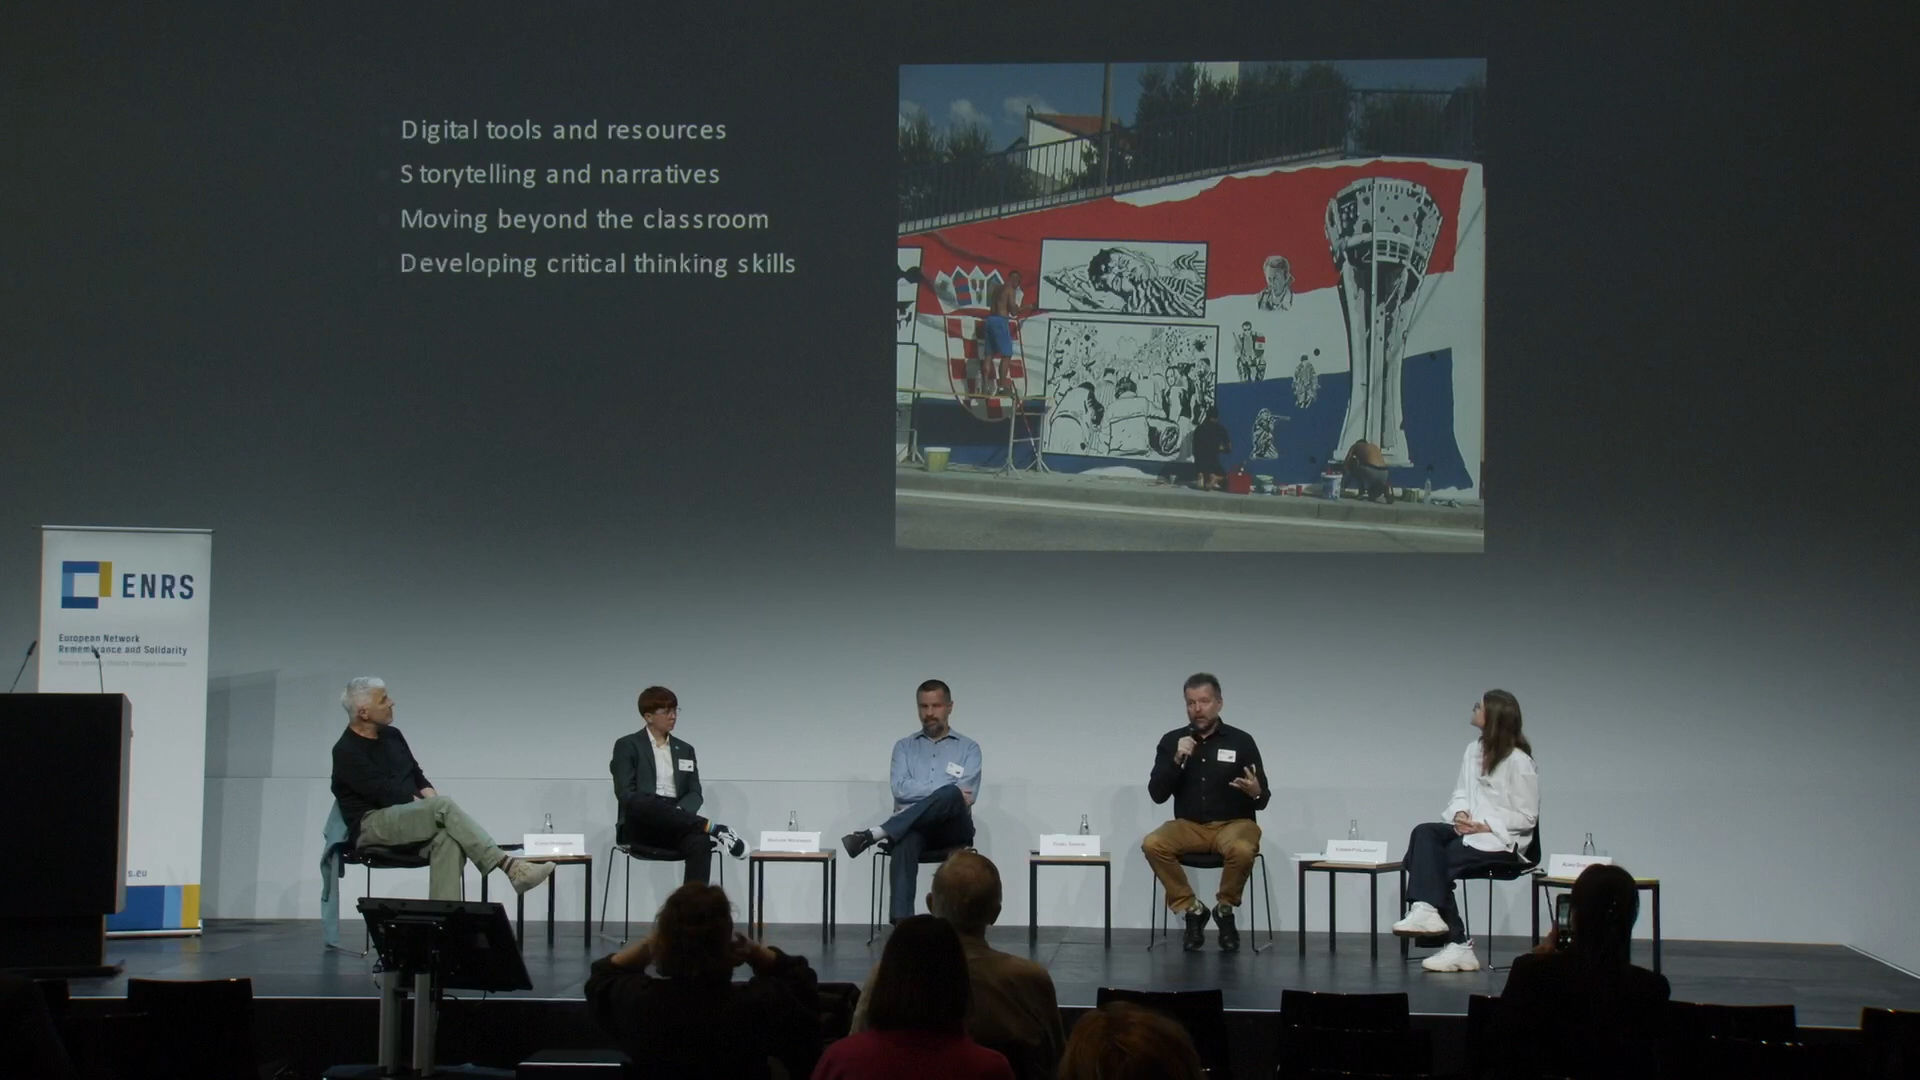 Digital tools and resources
Storytelling and narratives
Moving beyond the classroom
Developing critical thinking skills
ENRS
European Network
Remembrance and Solidarity
s.eu